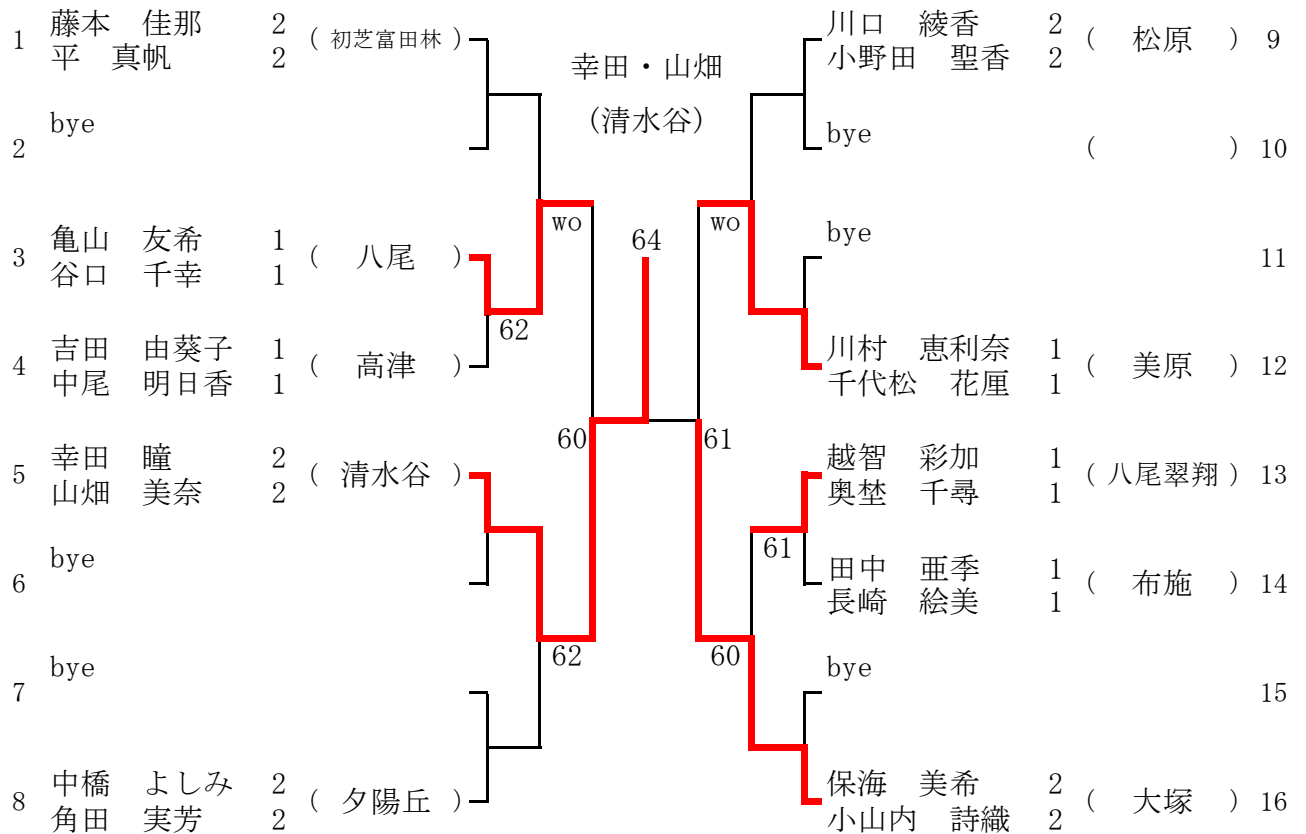 1 藤本 佳那 2 ( 初芝富田林 )
平 真帆 2
2 bye
3 亀山 友希 1 ( 八尾 )
谷口 千幸 1
4 吉田 由葵子 1 ( 高津 )
中尾 明日香 1
5 幸田 瞳 2 ( 清水谷 )
山畑 美奈 2
6 bye
7 bye
8 中橋 よしみ 2 ( 夕陽丘 )
角田 実芳 2
62
wo
62
60
幸田・山畑
(清水谷)
64
wo
61
61
60
川口 綾香 2 ( 松原 ) 9
小野田 聖香 2
bye ( ) 10
bye 11
川村 恵利奈 1 ( 美原 ) 12
千代松 花厘 1
越智 彩加 1 ( 八尾翠翔 ) 13
奥埜 千尋 1
田中 亜季 1 ( 布施 ) 14
長崎 絵美 1
bye 15
保海 美希 2 ( 大塚 ) 16
小山内 詩織 2